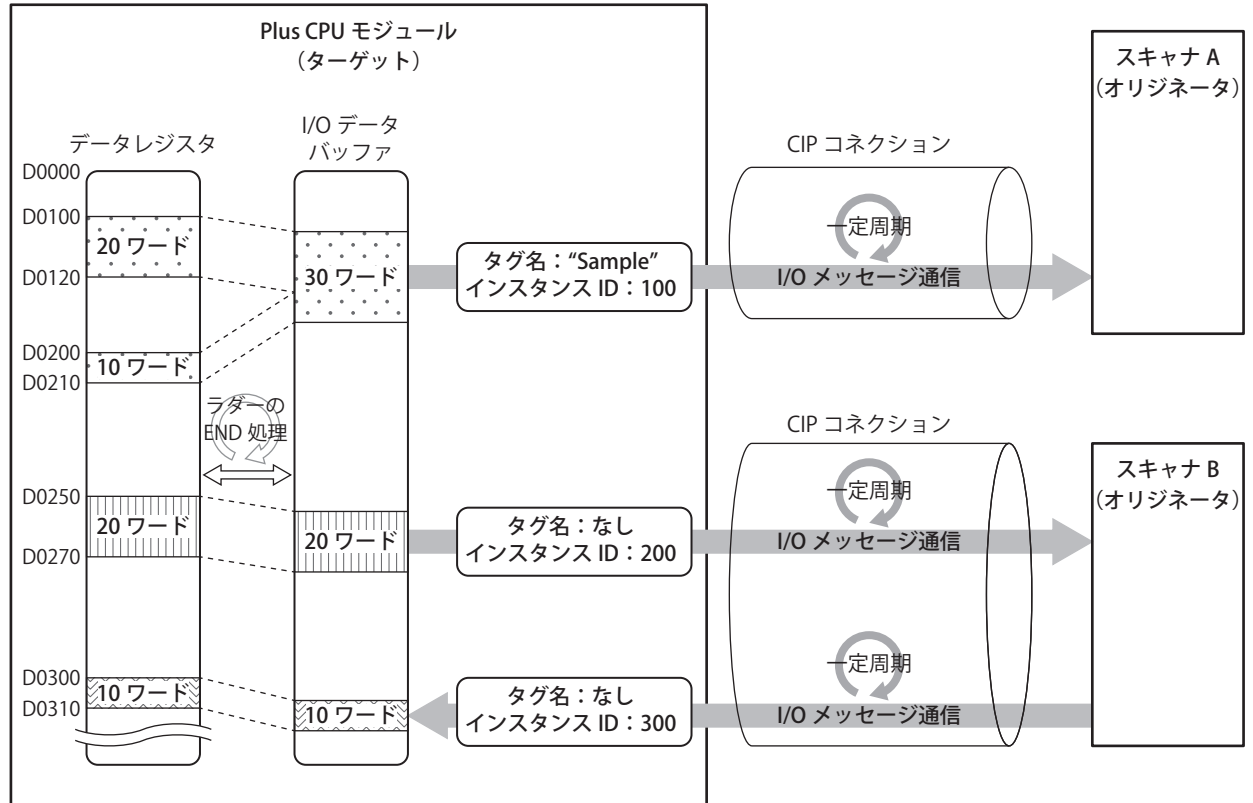 Plus CPU モジュール
（ターゲット）
データレジスタ
I/O データ
バッファ
D0000
D0100
20 ワード
D0120
D0200
10 ワード
D0210
30 ワード
ラダーの
END 処理
D0250
20 ワード
D0270
20 ワード
D0300
10 ワード
D0310
10 ワード
タグ名：“Sample”
インスタンス ID：100
タグ名：なし
インスタンス ID：200
タグ名：なし
インスタンス ID：300
CIP コネクション
一定周期
I/O メッセージ通信
スキャナ A
（オリジネータ）
CIP コネクション
一定周期
I/O メッセージ通信
一定周期
I/O メッセージ通信
スキャナ B
（オリジネータ）